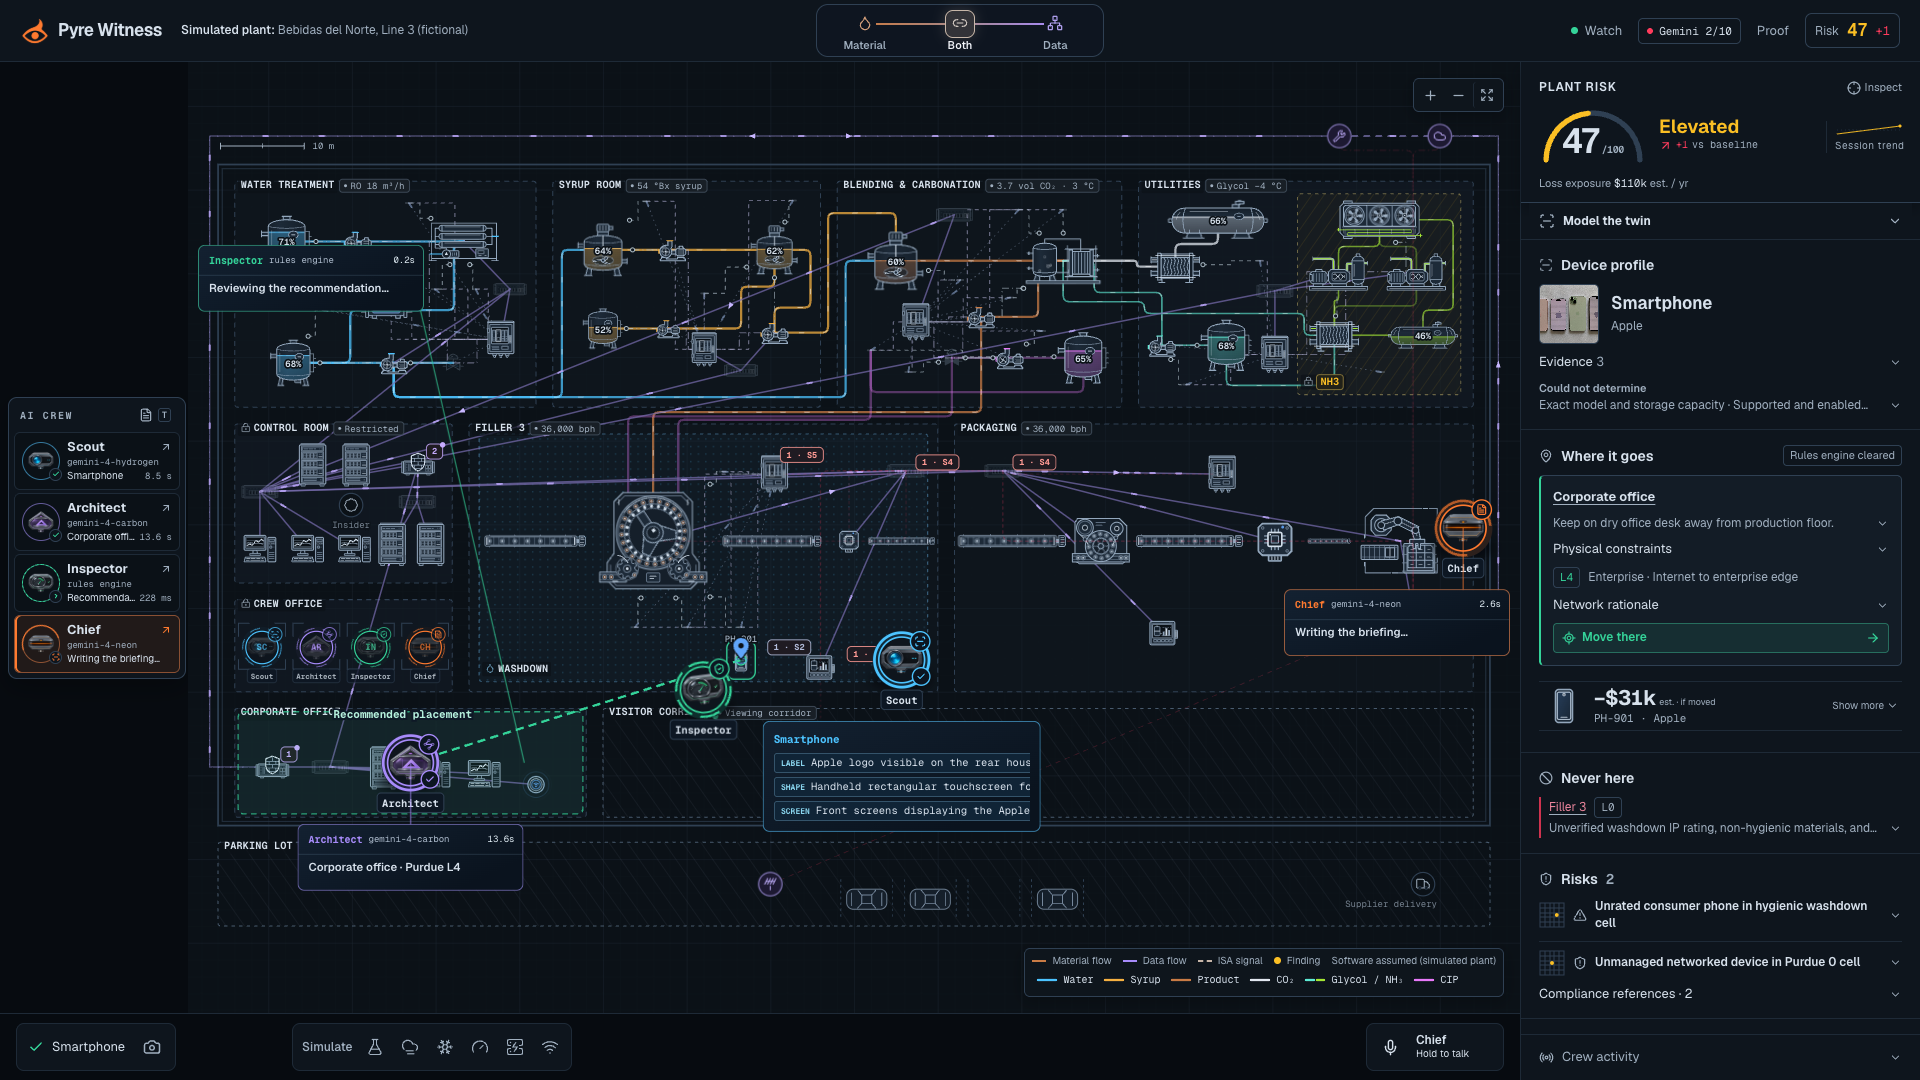 Pyre Witness
Simulated plant: Bebidas del Norte, Line 3 (fictional)
Material
Both
Data
Watch
Gemini 2/10
Proof
Risk 47 +1
10 m
WATER TREATMENT
RO 18 m³/h
SYRUP ROOM
54 °Bx syrup
BLENDING & CARBONATION
3.7 vol CO₂ · 3 °C
UTILITIES
Glycol −4 °C
71%
64%
62%
60%
66%
52%
68%
65%
68%
46%
NH3
Inspector rules engine 0.2s
Reviewing the recommendation…
AI CREW
T
Scout
gemini-4-hydrogen
Smartphone 8.5 s
Architect
gemini-4-carbon
Corporate offi… 13.6 s
Inspector
rules engine
Recommenda… 228 ms
Chief
gemini-4-neon
Writing the briefing…
CONTROL ROOM
Restricted
2
Insider
FILLER 3
36,000 bph
PACKAGING
36,000 bph
1 · S5
1 · S4
1 · S4
1 · S2
1 ·
Chief
Chief gemini-4-neon 2.6s
Writing the briefing…
CREW OFFICE
SC
AR
IN
CH
Scout
Architect
Inspector
Chief
WASHDOWN
Inspector
Scout
CORPORATE OFFIC
Recommended placement
1
Architect
Architect gemini-4-carbon 13.6s
Corporate office · Purdue L4
VISITOR CORR
Viewing corridor
Smartphone
LABEL Apple logo visible on the rear hous
SHAPE Handheld rectangular touchscreen fo
SCREEN Front screens displaying the Apple
PARKING LOT
Supplier delivery
Material flow
Data flow
ISA signal
Finding
Software assumed (simulated plant)
Water
Syrup
Product
CO₂
Glycol / NH₃
CIP
Smartphone
Simulate
Chief
Hold to talk
PLANT RISK
Inspect
47 /100
Elevated
+1 vs baseline
Session trend
Loss exposure $110k est. / yr
Model the twin
Device profile
Smartphone
Apple
Evidence 3
Could not determine
Exact model and storage capacity · Supported and enabled…
Where it goes
Rules engine cleared
Corporate office
Keep on dry office desk away from production floor.
Physical constraints
L4 Enterprise · Internet to enterprise edge
Network rationale
Move there
−$31k est. · if moved
PH-901 · Apple
Show more
Never here
Filler 3 L0
Unverified washdown IP rating, non-hygienic materials, and…
Risks 2
Unrated consumer phone in hygienic washdown
cell
Unmanaged networked device in Purdue 0 cell
Compliance references · 2
Crew activity